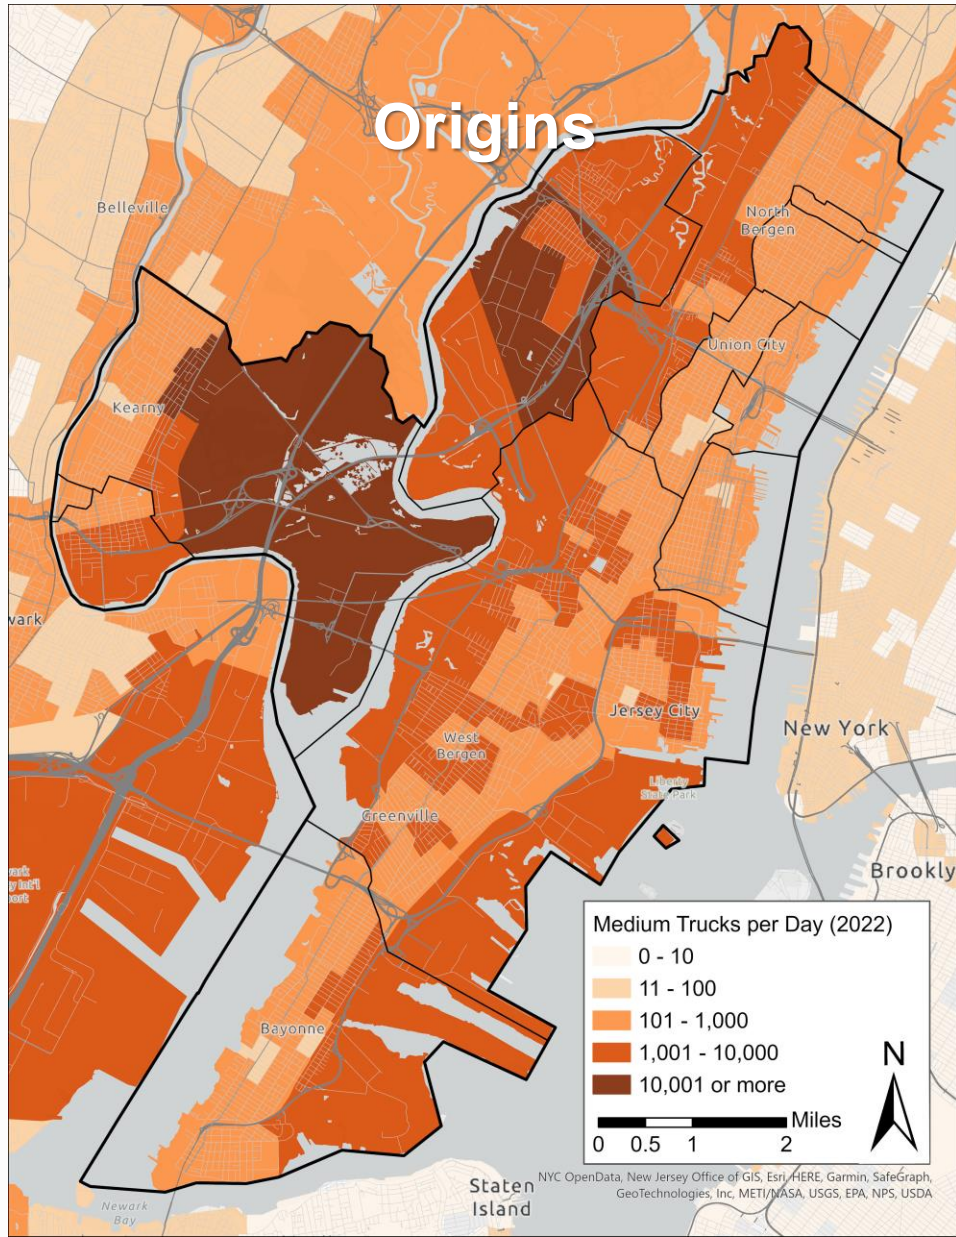 Origins
Belleville
North
Bergen
Union City
Kearny
wark
Jersey City
New York
West
Bergen
Liberty
State Park
Greenville
Brookly
wark
y Int'l
port
Bayonne
Medium Trucks per Day (2022)
0 - 10
11 - 100
101 - 1,000
1,001 - 10,000
10,001 or more
N
Miles
0 0.5 1 2
Staten
Island
Newark
Bay
NYC OpenData, New Jersey Office of GIS, Esri, HERE, Garmin, SafeGraph,
GeoTechnologies, Inc, METI/NASA, USGS, EPA, NPS, USDA